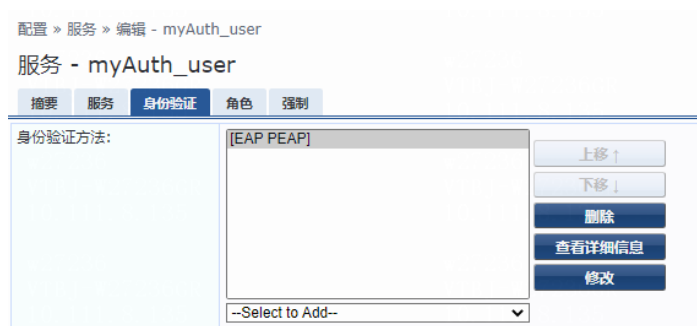 配置 » 服务 » 编辑 - myAuth_user
服务 - myAuth_user
摘要 服务 身份验证 角色 强制
身份验证方法:
[EAP PEAP]
上移↑
下移↓
删除
查看详细信息
修改
--Select to Add--